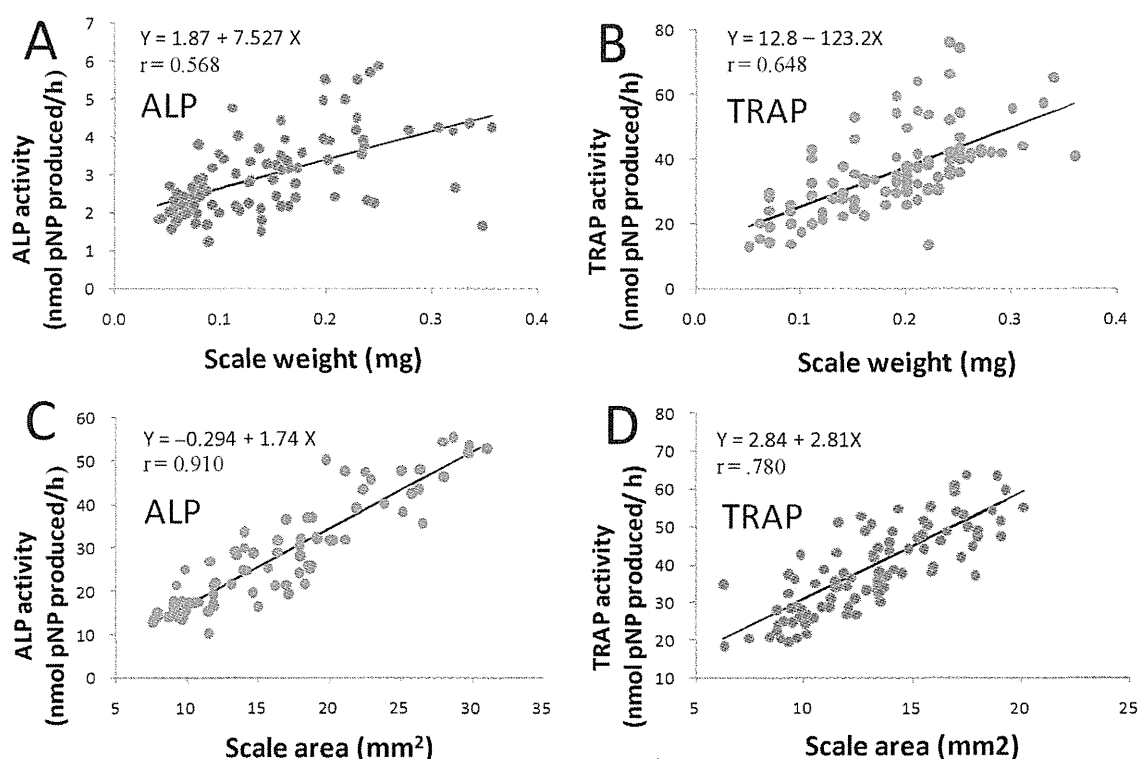 A
Y = 1.87 + 7.527 X
r = 0.568
ALP
ALP activity
(nmol pNP produced/h)
7
6
5
4
3
2
1
0
0.0 0.1 0.2 0.3 0.4
Scale weight (mg)
B
Y = 12.8 – 123.2X
r = 0.648
TRAP
TRAP activity
(nmol pNP produced/h)
80
60
40
20
0
0.0 0.1 0.2 0.3 0.4
Scale weight (mg)
C
Y = –0.294 + 1.74 X
r = 0.910
ALP
ALP activity
(nmol pNP produced/h)
60
50
40
30
20
10
0
5 10 15 20 25 30 35
Scale area (mm²)
D
Y = 2.84 + 2.81X
r = .780
TRAP
TRAP activity
(nmol pNP produced/ h)
80
70
60
50
40
30
20
10
5 10 15 20 25
Scale area (mm2)